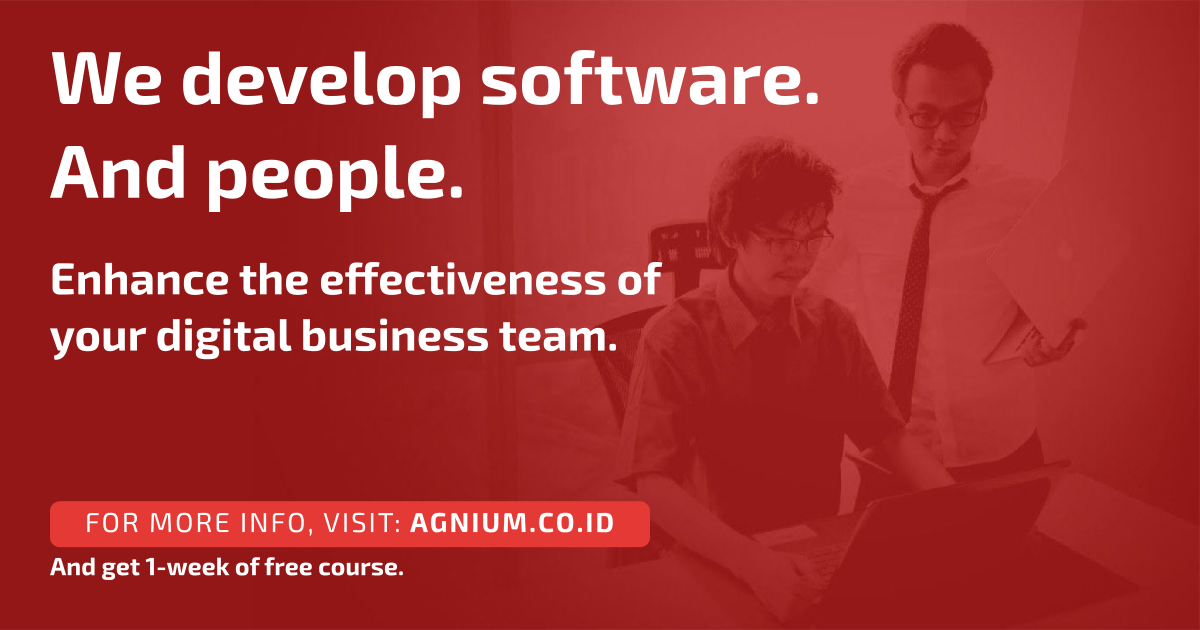 We develop software.
And people.
Enhance the effectiveness of
your digital business team.
FOR MORE INFO, VISIT: AGNIUM.CO.ID
And get 1-week of free course.